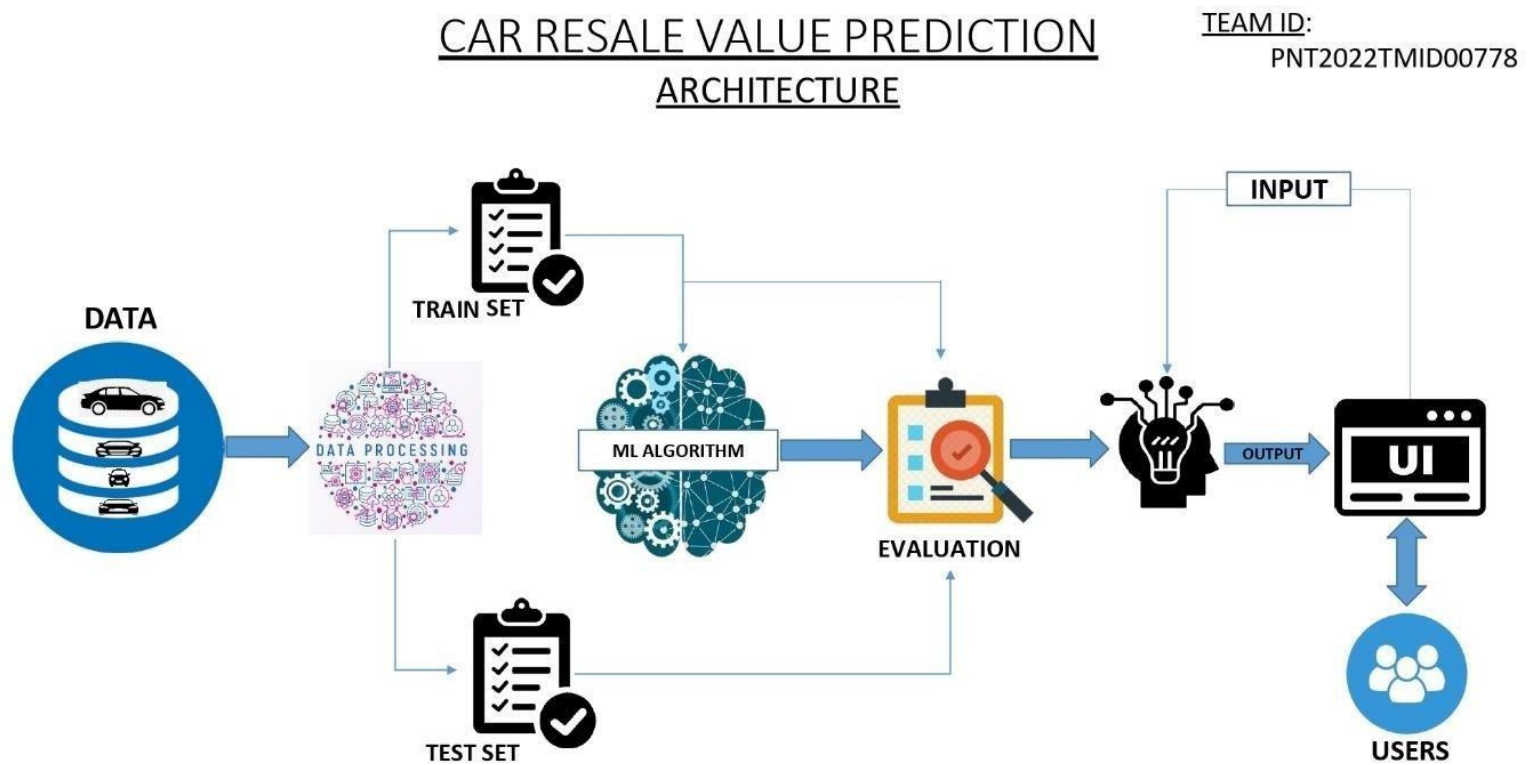 CAR RESALE VALUE PREDICTION
ARCHITECTURE
TEAM ID:
PNT2022TMID00778
INPUT
TRAIN SET
DATA
DATA PROCESSING
ML ALGORITHM
OUTPUT
UI
EVALUATION
TEST SET
USERS